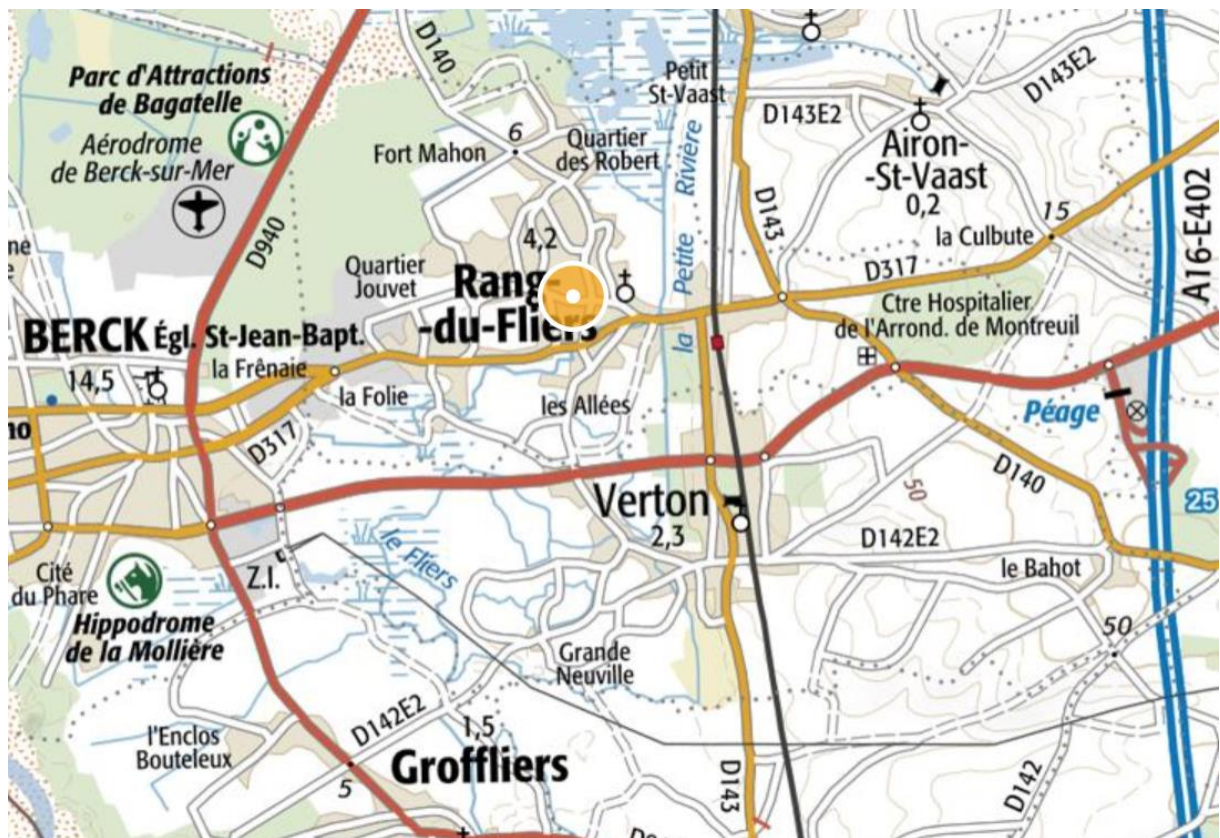 D140
Parc d'Attractions
de Bagatelle
Aérodrome
de Berck-sur-Mer
D940
Fort Mahon
6
Quartier
des Robert
Petit
St-Vaast
D143E2
D143E2
Airon-
-St-Vaast
0,2
la Petite Rivière
D143
15
la Culbute
D317
A16-E402
4,2
Quartier
Jouvet
Rang-
-du-Fliers
Ctre Hospitalier
de l'Arrond. de Montreuil
BERCK Égl. St-Jean-Bapt.
14,5
la Frênaie
la Folie
les Allées
Péage
D317
D140
50
25
Verton
2,3
D142E2
le Bahot
le Fliers
Cité
du Phare
Z.I.
Hippodrome
de la Mollière
Grande
Neuville
50
D142E2
1,5
l'Enclos
Bouteleux
Groffliers
5
D143
D142